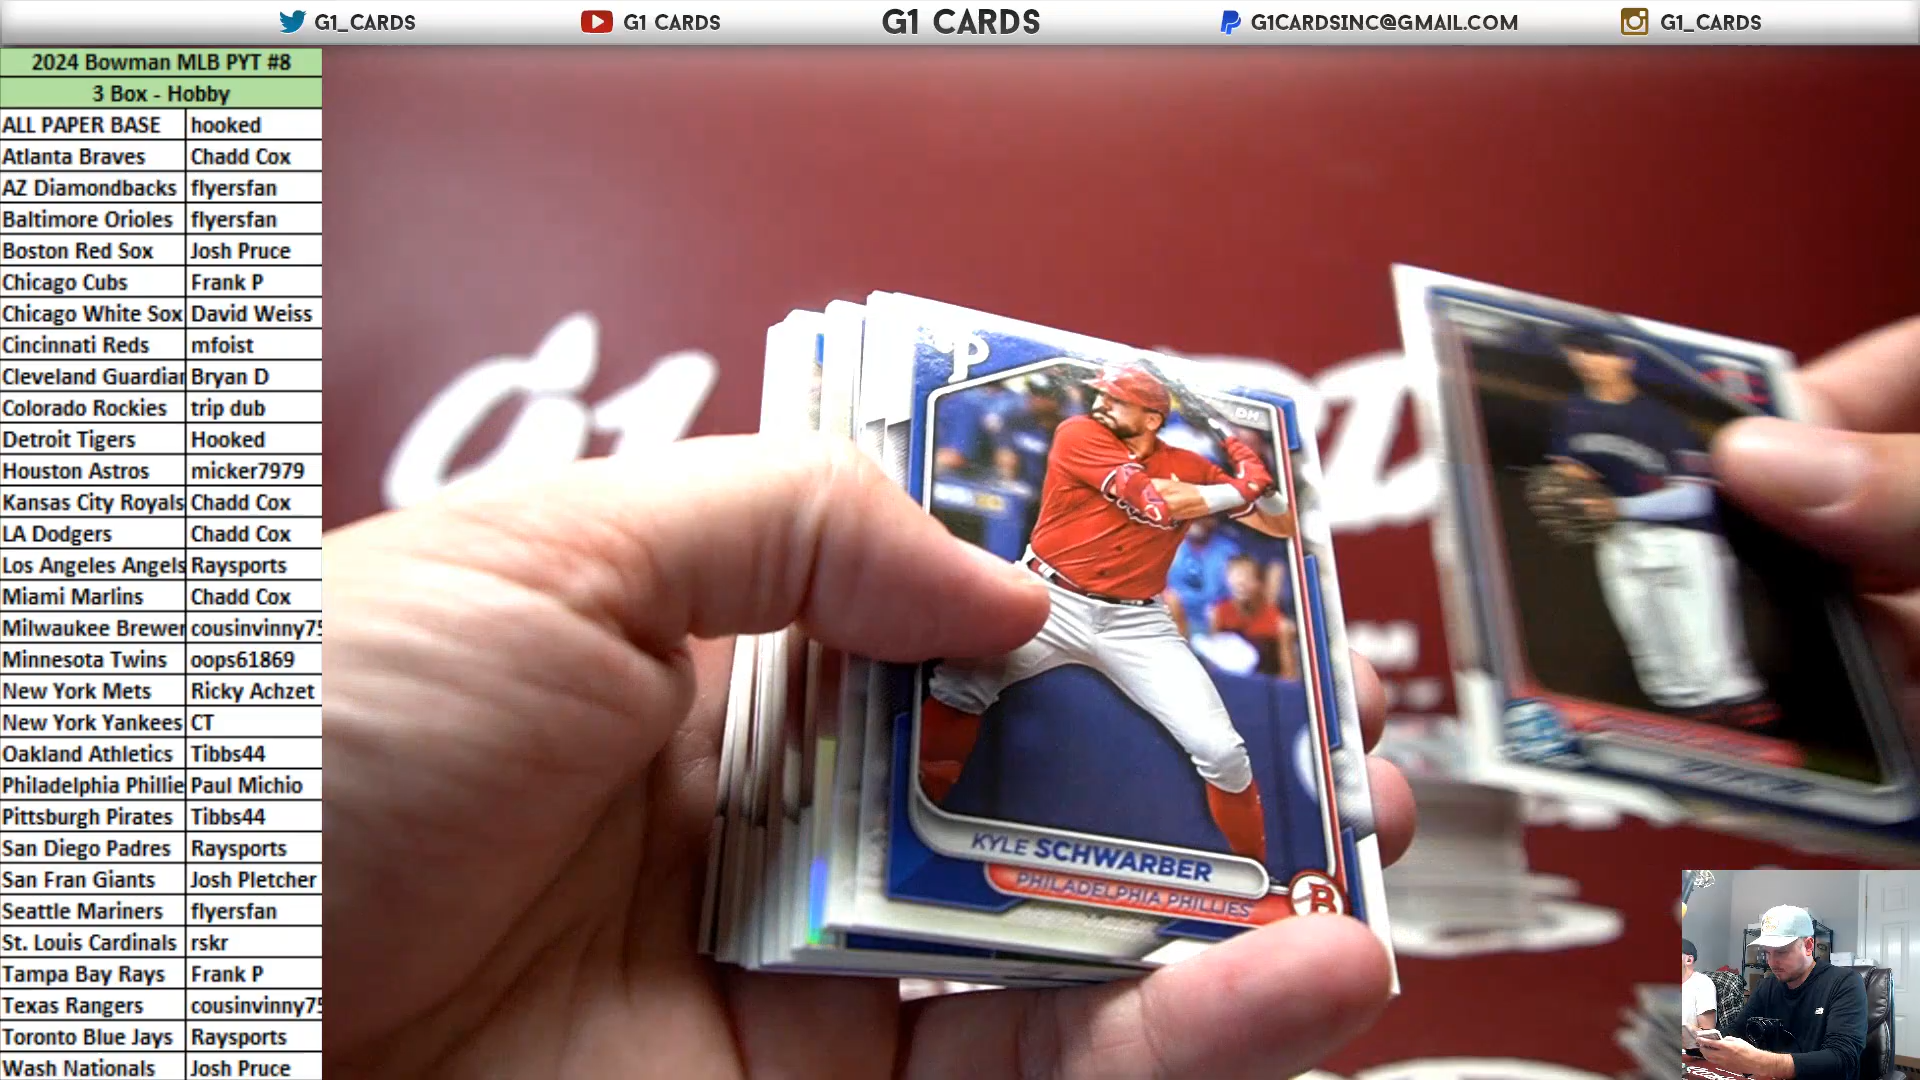 G1_CARDS G1 CARDS G1 CARDS G1CARDSINC@GMAIL.COM G1_CARDS
2024 Bowman MLB PYT #8
3 Box - Hobby
ALL PAPER BASE hooked
Atlanta Braves Chadd Cox
AZ Diamondbacks flyersfan
Baltimore Orioles flyersfan
Boston Red Sox Josh Pruce
Chicago Cubs Frank P
Chicago White Sox David Weiss
Cincinnati Reds mfoist
Cleveland Guardian Bryan D
Colorado Rockies trip dub
Detroit Tigers Hooked
Houston Astros micker7979
Kansas City Royals Chadd Cox
LA Dodgers Chadd Cox
Los Angeles Angels Raysports
Miami Marlins Chadd Cox
Milwaukee Brewer cousinvinny75
Minnesota Twins oops61869
New York Mets Ricky Achzet
New York Yankees CT
Oakland Athletics Tibbs44
Philadelphia Phillie Paul Michio
Pittsburgh Pirates Tibbs44
San Diego Padres Raysports
San Fran Giants Josh Pletcher
Seattle Mariners flyersfan
St. Louis Cardinals rskr
Tampa Bay Rays Frank P
Texas Rangers cousinvinny75
Toronto Blue Jays Raysports
Wash Nationals Josh Pruce
P
DH
KYLE SCHWARBER
PHILADELPHIA PHILLIES
B
G1